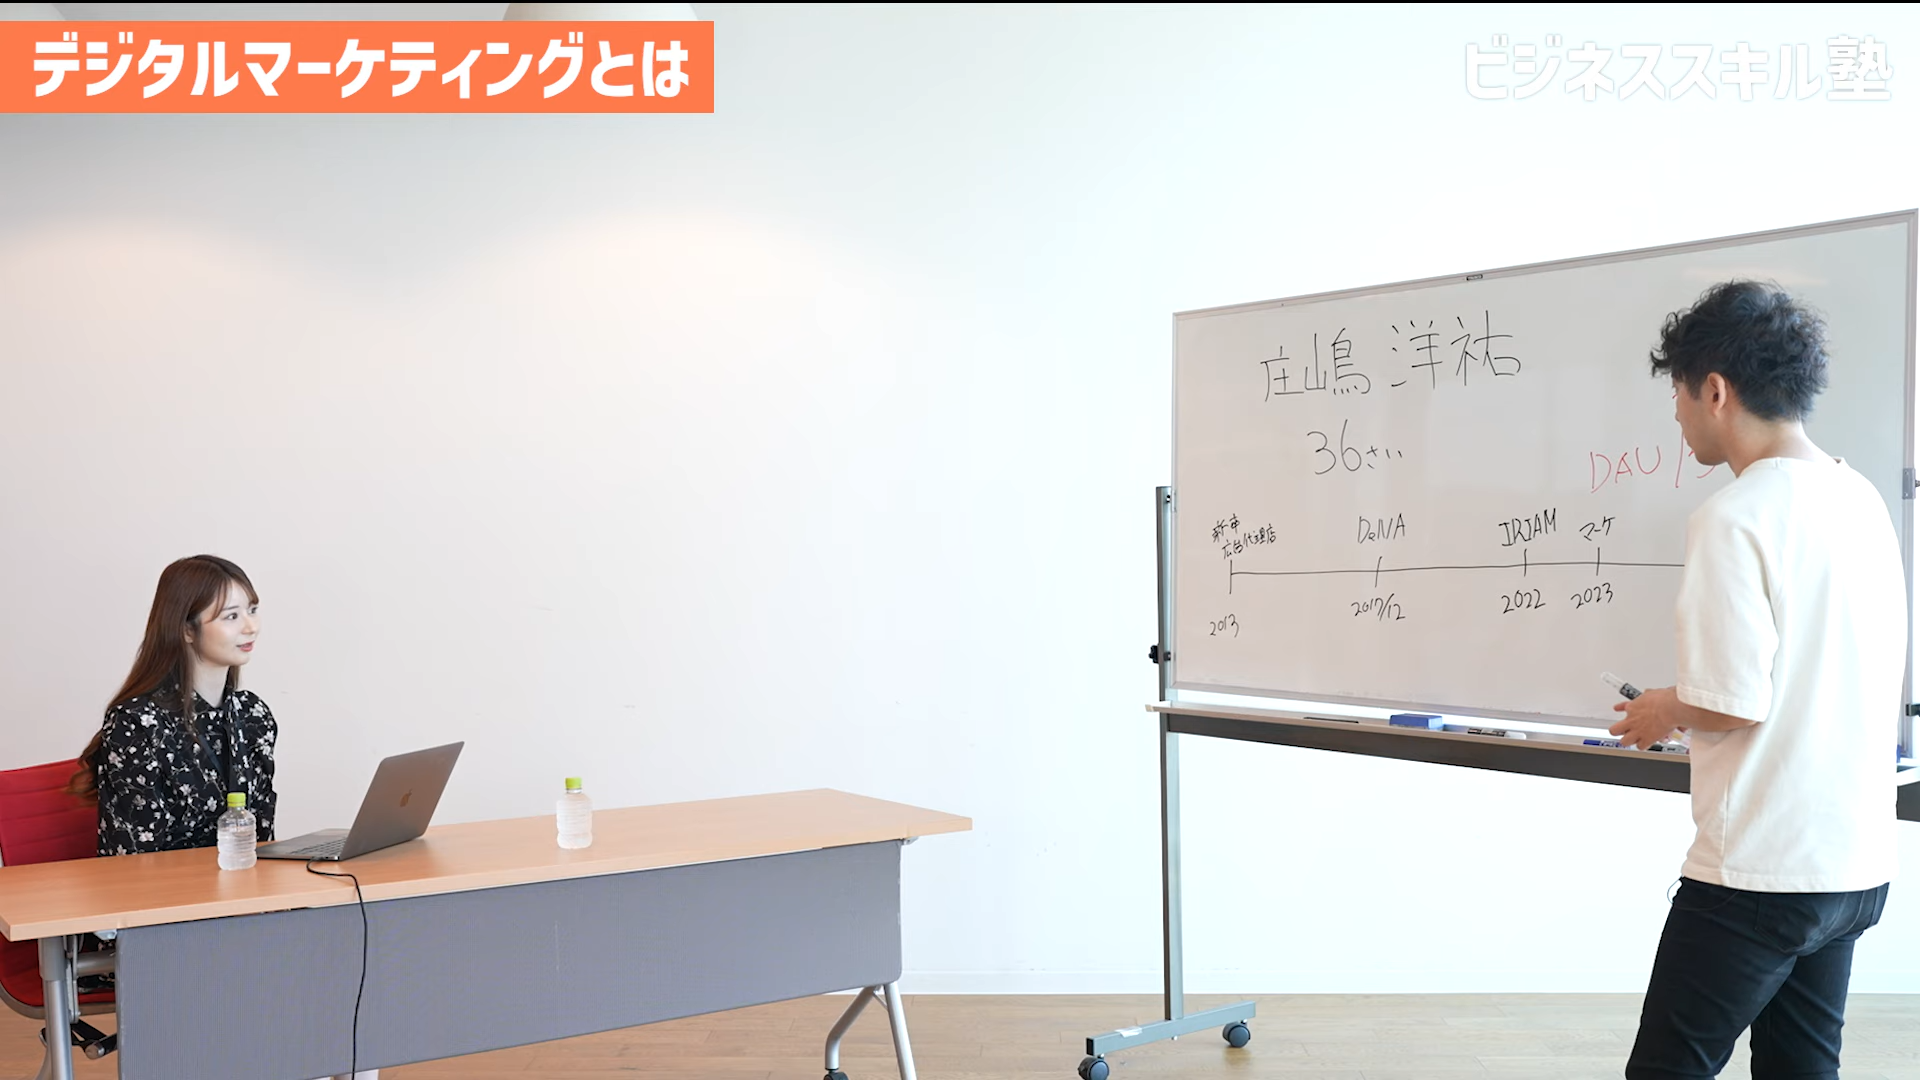 デジタルマーケティングとは
ビジネススキル塾
庄嶋 洋祐
36さい
DAU
新卒
広告代理店
DeNA
IRIAM
マーケ
2013
2017/12
2022
2023